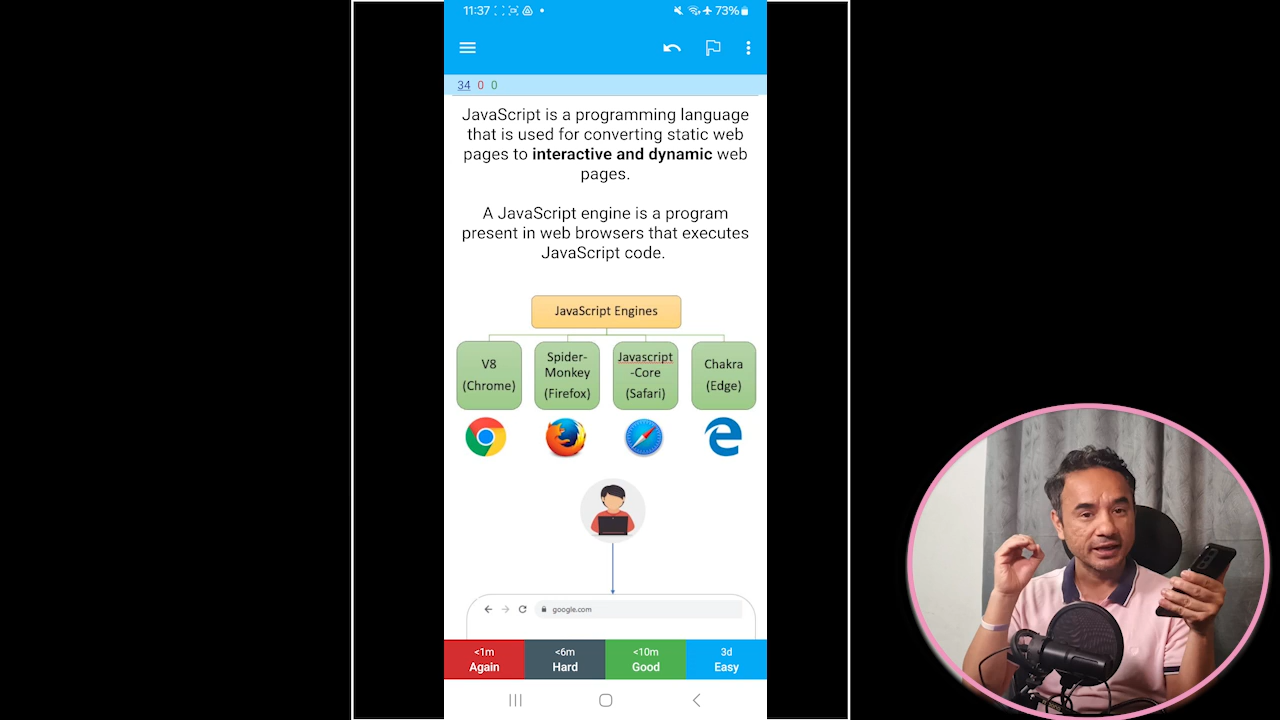 11:37 73%
34 0 0
JavaScript is a programming language
that is used for converting static web
pages to interactive and dynamic web
pages.
A JavaScript engine is a program
present in web browsers that executes
JavaScript code.
JavaScript Engines
V8
(Chrome)
Spider-
Monkey
(Firefox)
Javascript
-Core
(Safari)
Chakra
(Edge)
google.com
<1m
Again
<6m
Hard
<10m
Good
3d
Easy